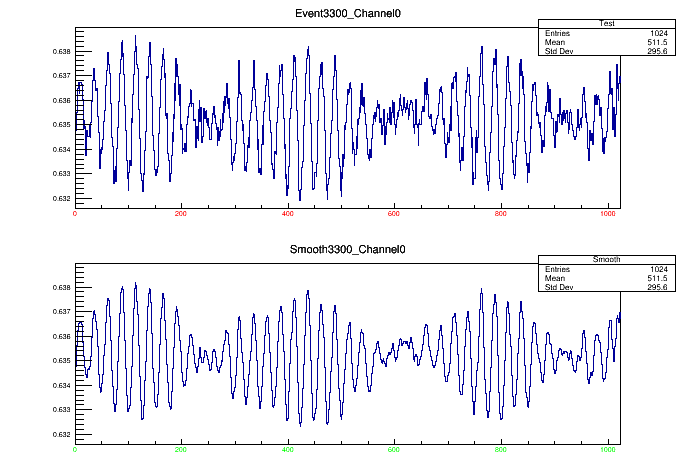 Event3300_Channel0
Test
Entries 1024
Mean 511.5
Std Dev 295.6
0.638
0.637
0.636
0.635
0.634
0.633
0.632
0 200 400 600 800 1000
Smooth3300_Channel0
Smooth
Entries 1024
Mean 511.5
Std Dev 295.6
0.638
0.637
0.636
0.635
0.634
0.633
0.632
0 200 400 600 800 1000